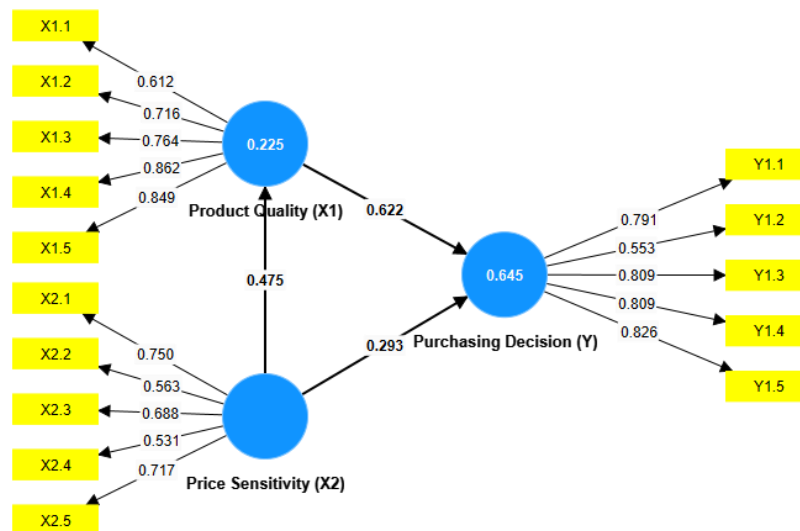 X1.1
X1.2
X1.3
X1.4
X1.5
0.612
0.716
0.764
0.862
0.849
0.225
Product Quality (X1)
0.622
0.475
0.293
X2.1
X2.2
X2.3
X2.4
X2.5
0.750
0.563
0.688
0.531
0.717
Price Sensitivity (X2)
0.645
Purchasing Decision (Y)
0.791
0.553
0.809
0.809
0.826
Y1.1
Y1.2
Y1.3
Y1.4
Y1.5